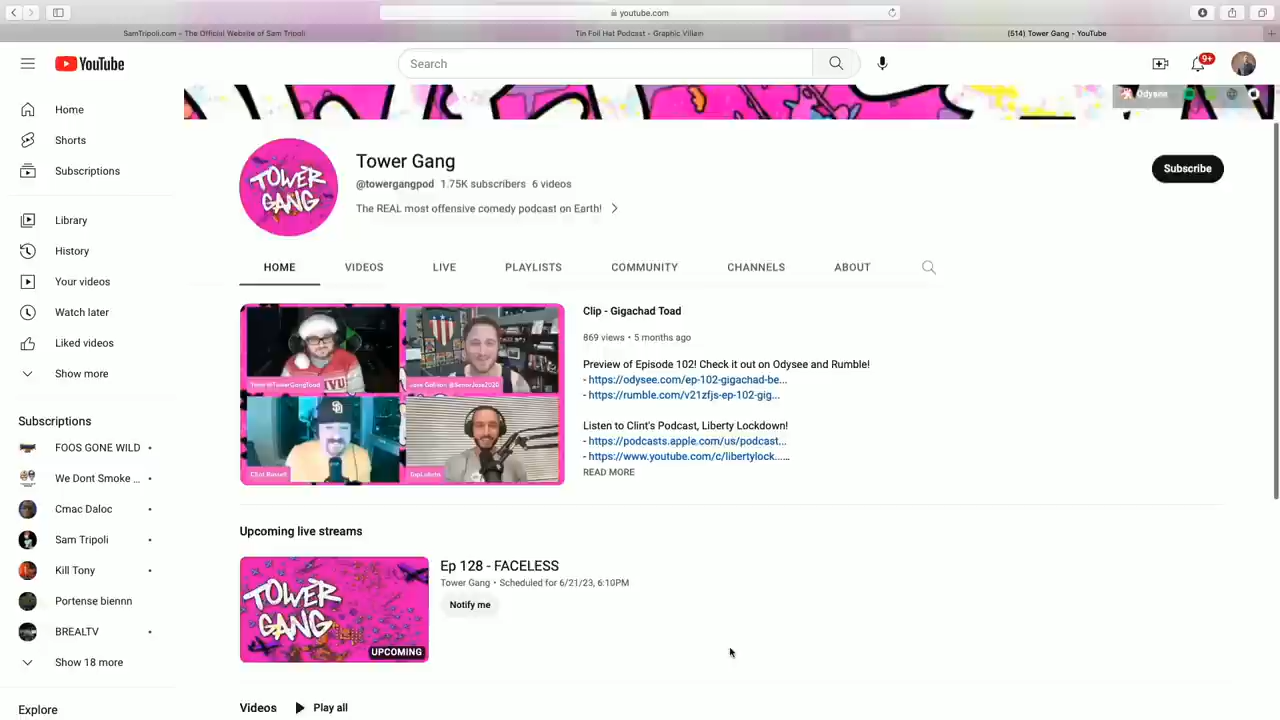 youtube.com
SamTripoli.com - The Official Website of Sam Tripoli
Tin Foil Hat Podcast - Graphic Villain
(514) Tower Gang - YouTube
YouTube
Search
9+
Home
Shorts
Subscriptions
Library
History
Your videos
Watch later
Liked videos
Show more
Subscriptions
FOOS GONE WILD
We Dont Smoke ...
Cmac Daloc
Sam Tripoli
Kill Tony
Portense biennn
BREALTV
Show 18 more
Explore
Odysee
TOWER
GANG
Tower Gang
@towergangpod 1.75K subscribers 6 videos
The REAL most offensive comedy podcast on Earth!
Subscribe
HOME VIDEOS LIVE PLAYLISTS COMMUNITY CHANNELS ABOUT
Clint Russell
Clip - Gigachad Toad
869 views • 5 months ago
Preview of Episode 102! Check it out on Odysee and Rumble!
- https://odysee.com/ep-102-gigachad-be...
- https://rumble.com/v21zfjs-ep-102-gig...
Listen to Clint's Podcast, Liberty Lockdown!
- https://podcasts.apple.com/us/podcast...
- https://www.youtube.com/c/libertylock......
READ MORE
Upcoming live streams
TOWER
GANG
UPCOMING
Ep 128 - FACELESS
Tower Gang • Scheduled for 6/21/23, 6:10PM
Notify me
Videos
Play all